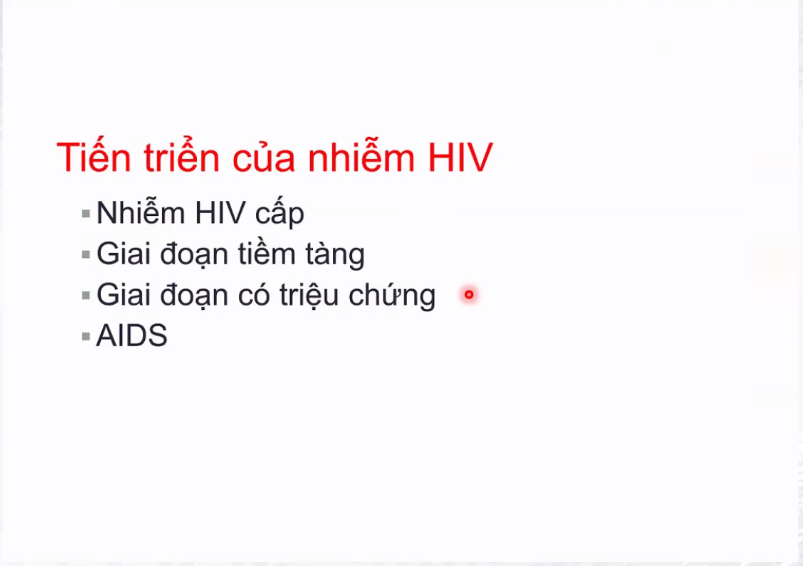 Tiến triển của nhiễm HIV
▪ Nhiễm HIV cấp
▪ Giai đoạn tiềm tàng
▪ Giai đoạn có triệu chứng
▪ AIDS